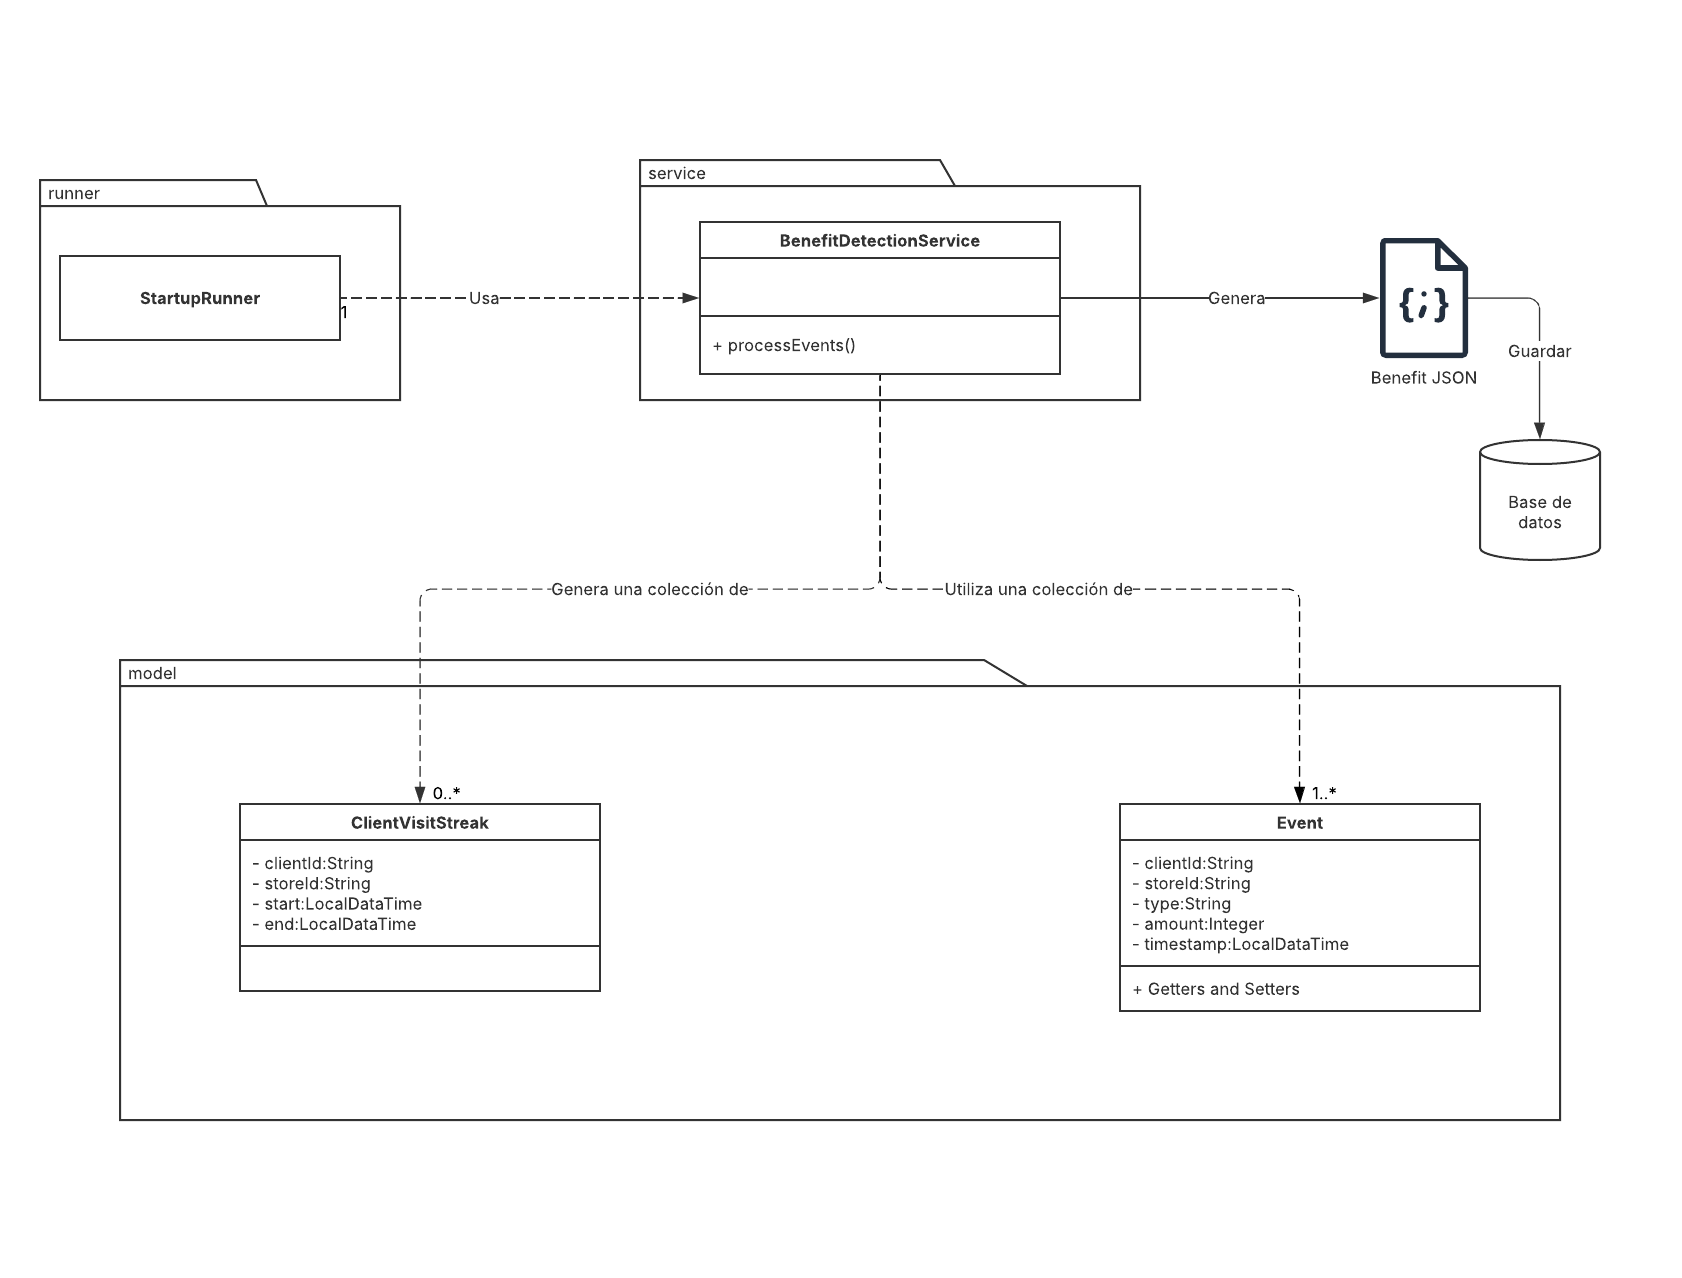 runner
StartupRunner
1
Usa
service
BenefitDetectionService
+ processEvents()
Genera
{;}
Benefit JSON
Guardar
Base de
datos
Genera una colección de
Utiliza una colección de
model
0..*
ClientVisitStreak
- clientId:String
- storeId:String
- start:LocalDataTime
- end:LocalDataTime
1..*
Event
- clientId:String
- storeId:String
- type:String
- amount:Integer
- timestamp:LocalDataTime
+ Getters and Setters